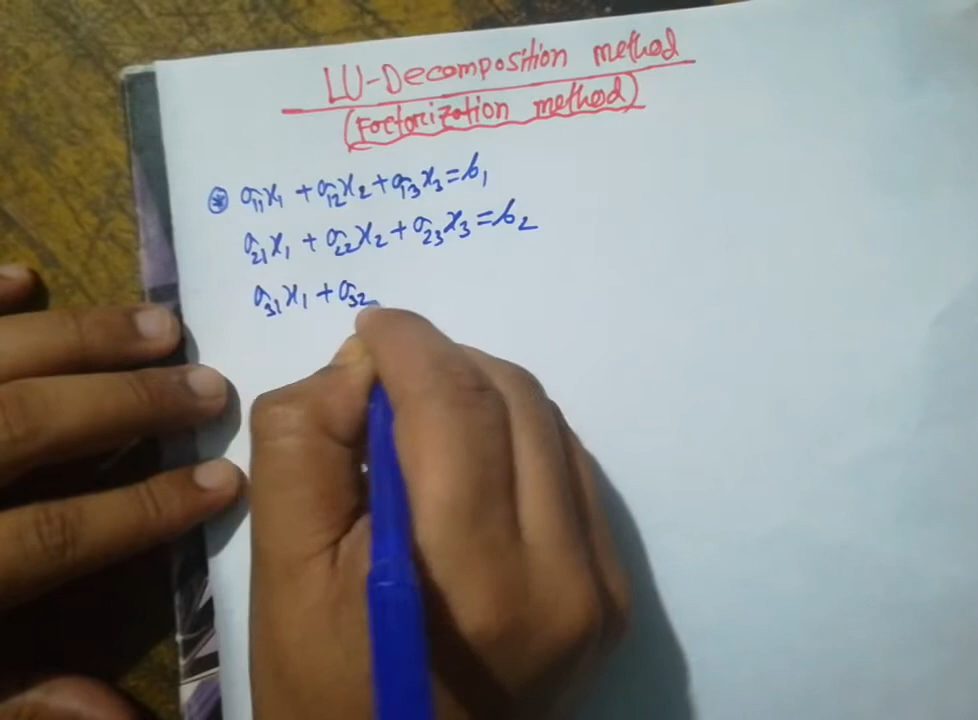 LU-Decomposition method
(Factorization method)
⊛ a₁₁x₁ + a₁₂x₂ + a₁₃x₃ = b₁
a₂₁x₁ + a₂₂x₂ + a₂₃x₃ = b₂
a₃₁x₁ + a₃₂